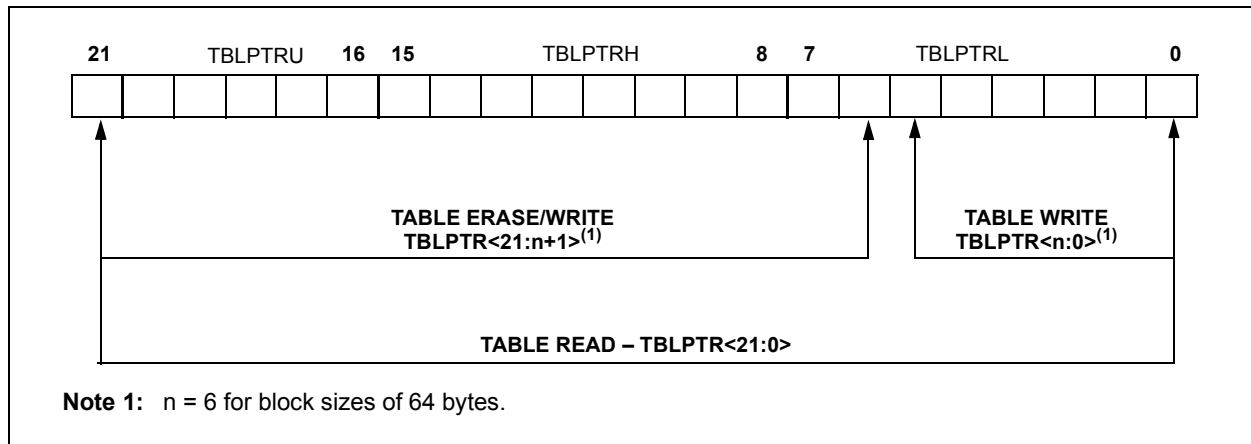 21 TBLPTRU 16 15 TBLPTRH 8 7 TBLPTRL 0
TABLE ERASE/WRITE TABLE WRITE
TBLPTR<21:n+1>(1) TBLPTR<n:0>(1)
TABLE READ – TBLPTR<21:0>
Note 1: n = 6 for block sizes of 64 bytes.